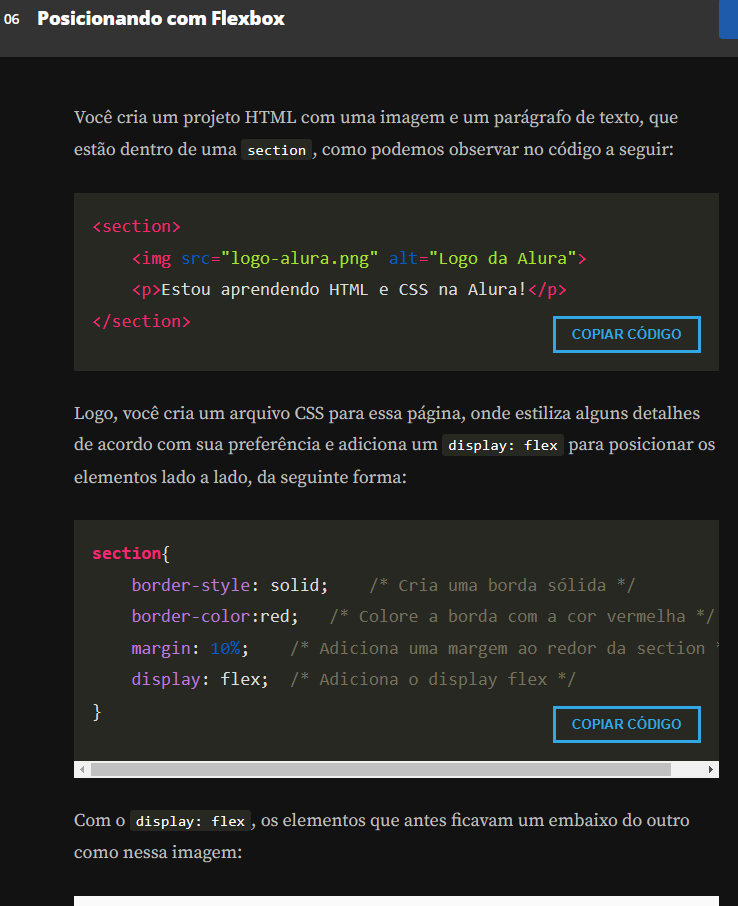 06 Posicionando com Flexbox
Você cria um projeto HTML com uma imagem e um parágrafo de texto, que
estão dentro de uma section, como podemos observar no código a seguir:
<section>
    <img src="logo-alura.png" alt="Logo da Alura">
    <p>Estou aprendendo HTML e CSS na Alura!</p>
</section>
COPIAR CÓDIGO
Logo, você cria um arquivo CSS para essa página, onde estiliza alguns detalhes
de acordo com sua preferência e adiciona um display: flex para posicionar os
elementos lado a lado, da seguinte forma:
section{
    border-style: solid;    /* Cria uma borda sólida */
    border-color:red;   /* Colore a borda com a cor vermelha */
    margin: 10%;    /* Adiciona uma margem ao redor da section *
    display: flex;  /* Adiciona o display flex */
}
COPIAR CÓDIGO
Com o display: flex, os elementos que antes ficavam um embaixo do outro
como nessa imagem: